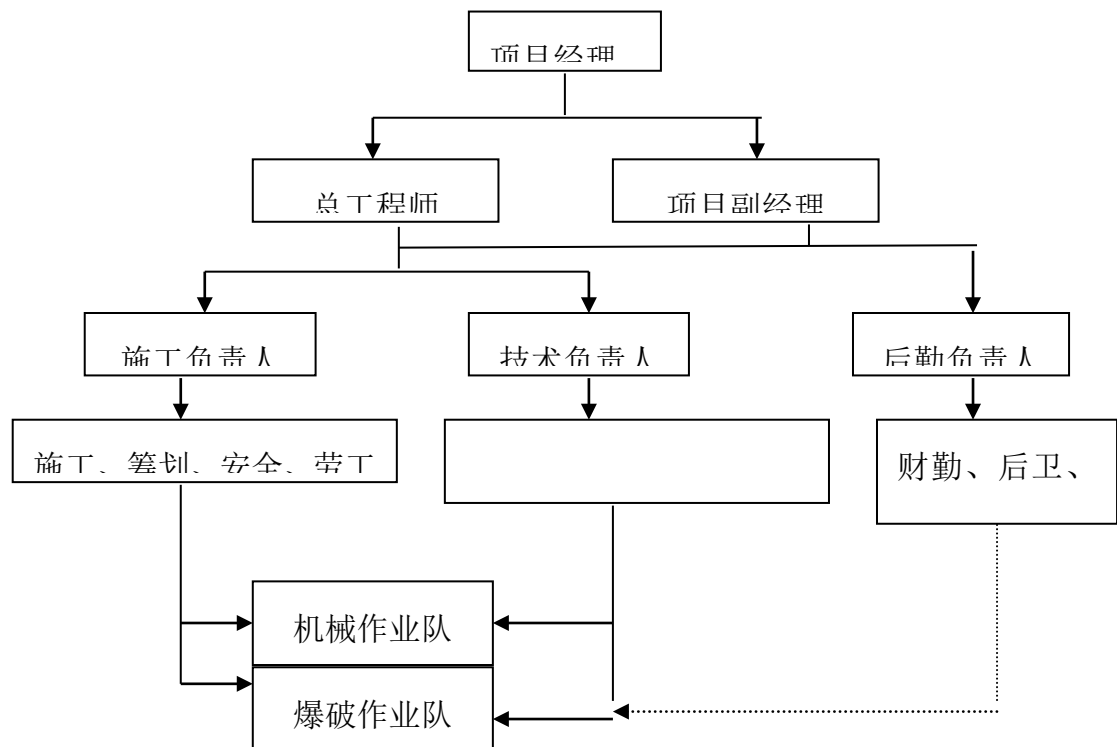 项目经理
总工程师
项目副经理
施工负责人
技术负责人
后勤负责人
施工、筹划、安全、劳工
财勤、后卫、
机械作业队
爆破作业队